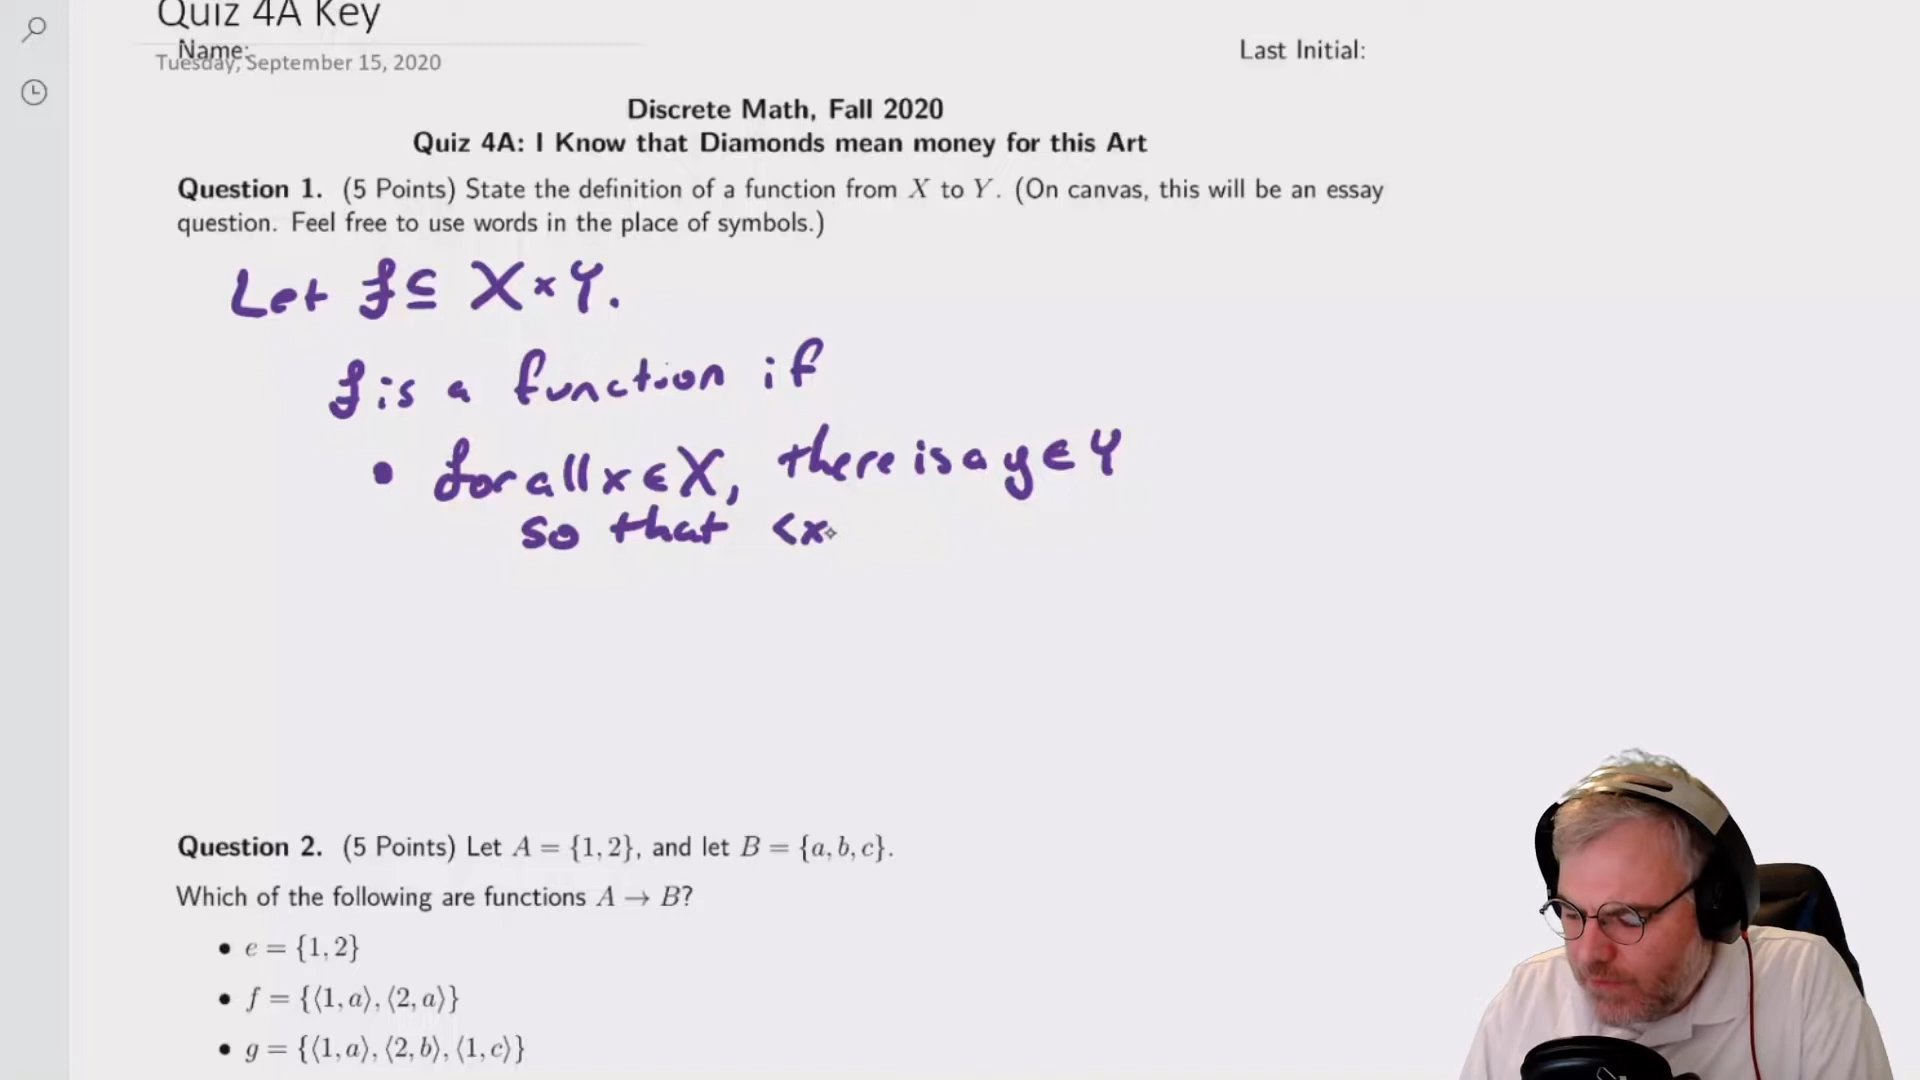 Quiz 4A Key
Name:
Tuesday, September 15, 2020
Last Initial:
Discrete Math, Fall 2020
Quiz 4A: I Know that Diamonds mean money for this Art
Question 1. (5 Points) State the definition of a function from X to Y. (On canvas, this will be an essay
question. Feel free to use words in the place of symbols.)
Let f ⊆ X × Y.
f is a function if
• for all x ∈ X, there is a y ∈ Y
so that <x
Question 2. (5 Points) Let A = {1, 2}, and let B = {a, b, c}.
Which of the following are functions A → B?
• e = {1, 2}
• f = {⟨1, a⟩, ⟨2, a⟩}
• g = {⟨1, a⟩, ⟨2, b⟩, ⟨1, c⟩}